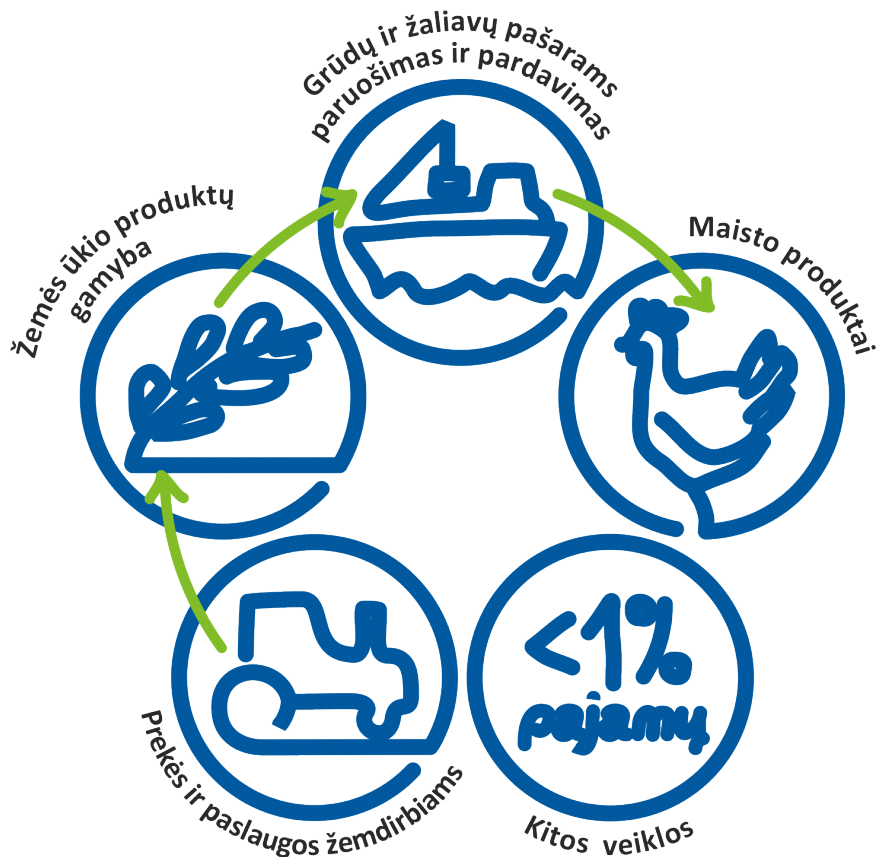 Grūdų ir žaliavų pašarams
paruošimas ir pardavimas
Žemės ūkio produktų
gamyba
Maisto produktai
Prekės ir paslaugos žemdirbiams
<1%
pajamų
Kitos veiklos